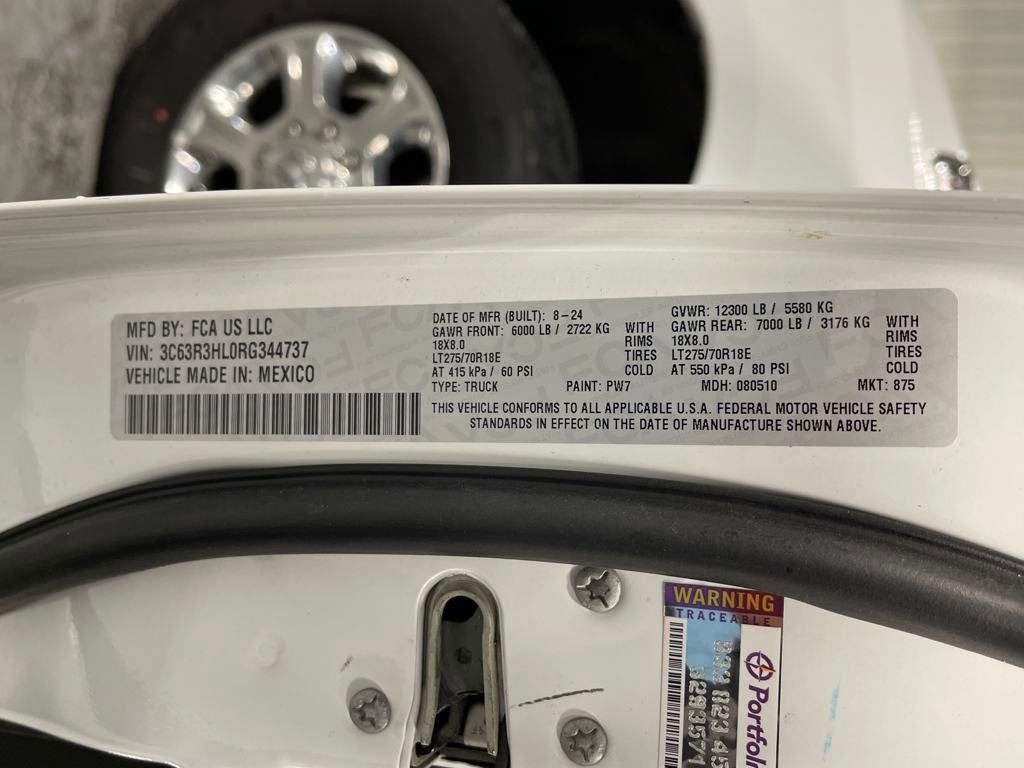 MFD BY: FCA US LLC
VIN: 3C63R3HL0RG344737
VEHICLE MADE IN: MEXICO
DATE OF MFR (BUILT): 8-24
GAWR FRONT: 6000 LB / 2722 KG WITH
18X8.0 RIMS
LT275/70R18E TIRES
AT 415 kPa / 60 PSI COLD
GVWR: 12300 LB / 5580 KG
GAWR REAR: 7000 LB / 3176 KG WITH
18X8.0 RIMS
LT275/70R18E TIRES
AT 550 kPa / 80 PSI COLD
TYPE: TRUCK PAINT: PW7 MDH: 080510 MKT: 875
THIS VEHICLE CONFORMS TO ALL APPLICABLE U.S.A. FEDERAL MOTOR VEHICLE SAFETY
STANDARDS IN EFFECT ON THE DATE OF MANUFACTURE SHOWN ABOVE.
WARNING
TRACEABLE